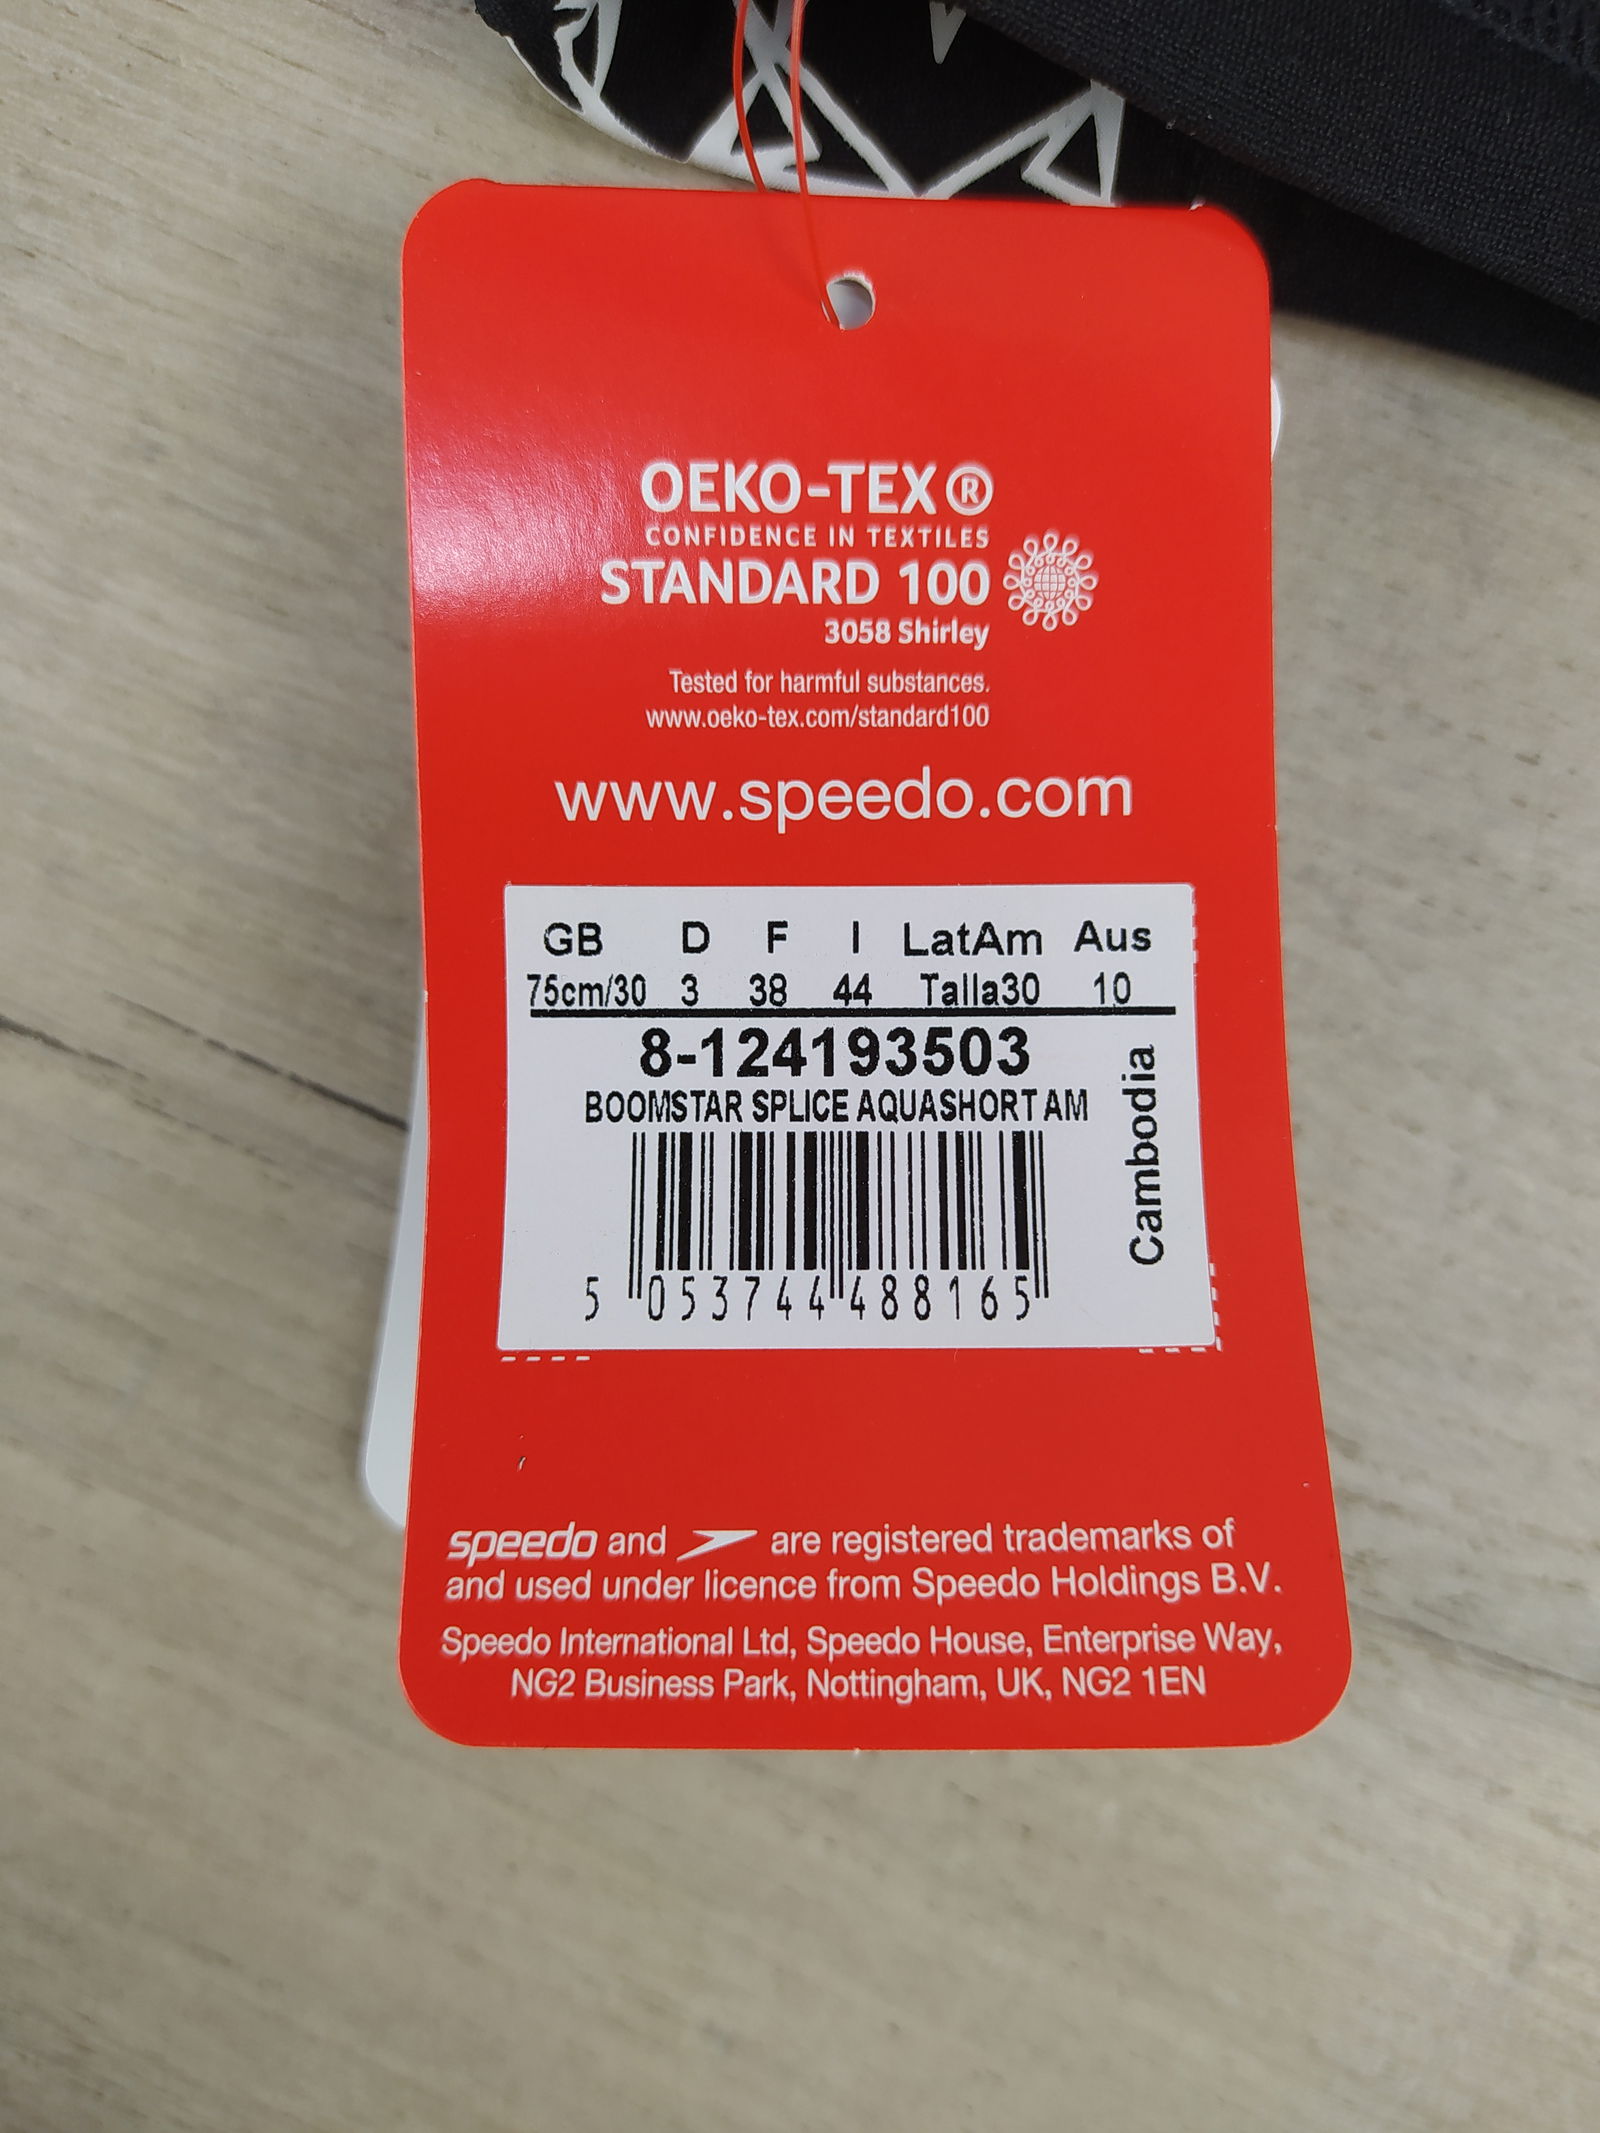 OEKO-TEX®
CONFIDENCE IN TEXTILES
STANDARD 100
3058 Shirley
Tested for harmful substances.
www.oeko-tex.com/standard100
www.speedo.com
GB D F I LatAm Aus
75cm/30 3 38 44 Talla30 10
8-124193503
BOOMSTAR SPLICE AQUASHORT AM
Cambodia
5 053744 488165
speedo and are registered trademarks of
and used under licence from Speedo Holdings B.V.
Speedo International Ltd, Speedo House, Enterprise Way,
NG2 Business Park, Nottingham, UK, NG2 1EN